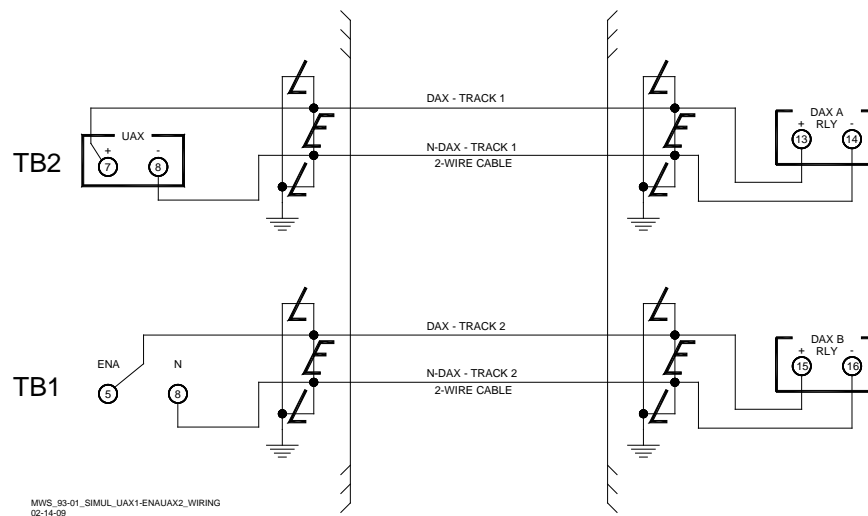 DAX - TRACK 1
DAX A
RLY
+ -
13 14
UAX
+ -
7 8
TB2
N-DAX - TRACK 1
2-WIRE CABLE
DAX - TRACK 2
DAX B
RLY
+ -
15 16
ENA N
5 8
TB1
N-DAX - TRACK 2
2-WIRE CABLE
MWS_93-01_SIMUL_UAX1-ENAUAX2_WIRING
02-14-09